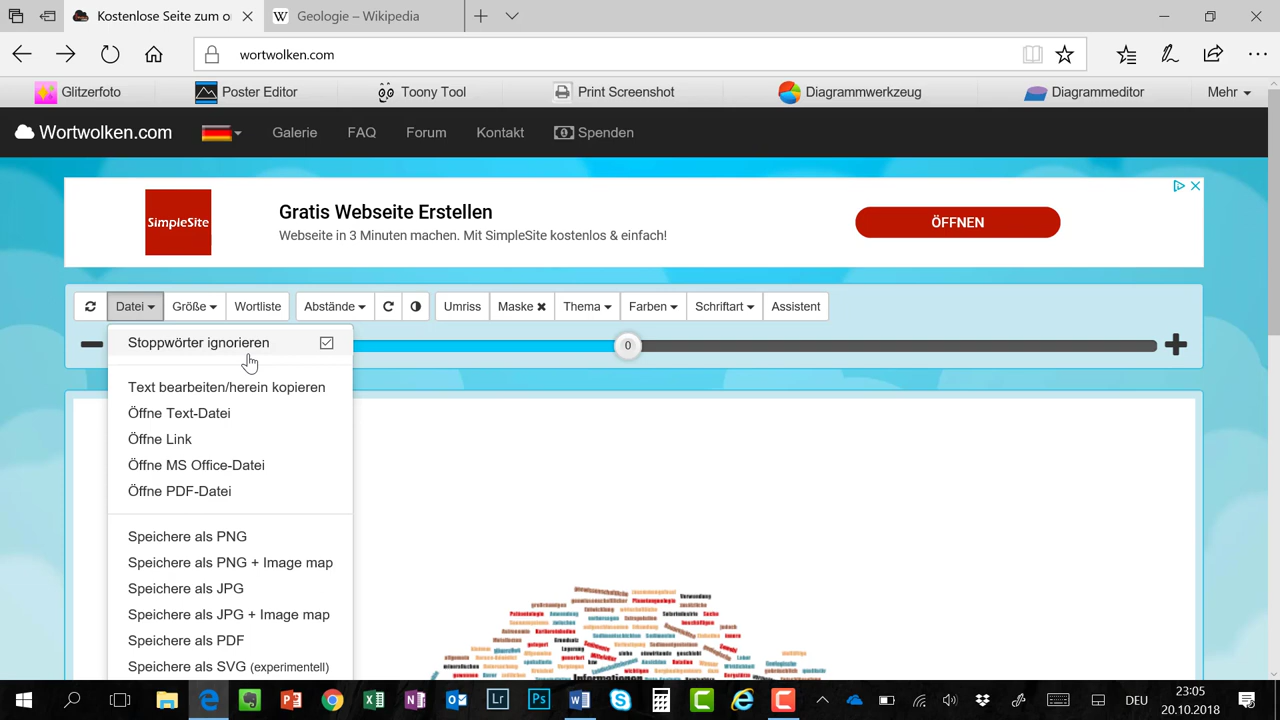 Kostenlose Seite zum o
Geologie – Wikipedia
wortwolken.com
Glitzerfoto
Poster Editor
Toony Tool
Print Screenshot
Diagrammwerkzeug
Diagrammeditor
Mehr
Wortwolken.com
Galerie
FAQ
Forum
Kontakt
Spenden
SimpleSite
Gratis Webseite Erstellen
Webseite in 3 Minuten machen. Mit SimpleSite kostenlos & einfach!
ÖFFNEN
Datei
Größe
Wortliste
Abstände
Umriss
Maske
Thema
Farben
Schriftart
Assistent
0
Stoppwörter ignorieren
Text bearbeiten/herein kopieren
Öffne Text-Datei
Öffne Link
Öffne MS Office-Datei
Öffne PDF-Datei
Speichere als PNG
Speichere als PNG + Image map
Speichere als JPG
Speichere als JPG + Image map
Speichere als PDF
Speichere als SVG (experimentell)
Verwendung
Planetengeologie
Informationen
DEU
23:05
20.10.2018